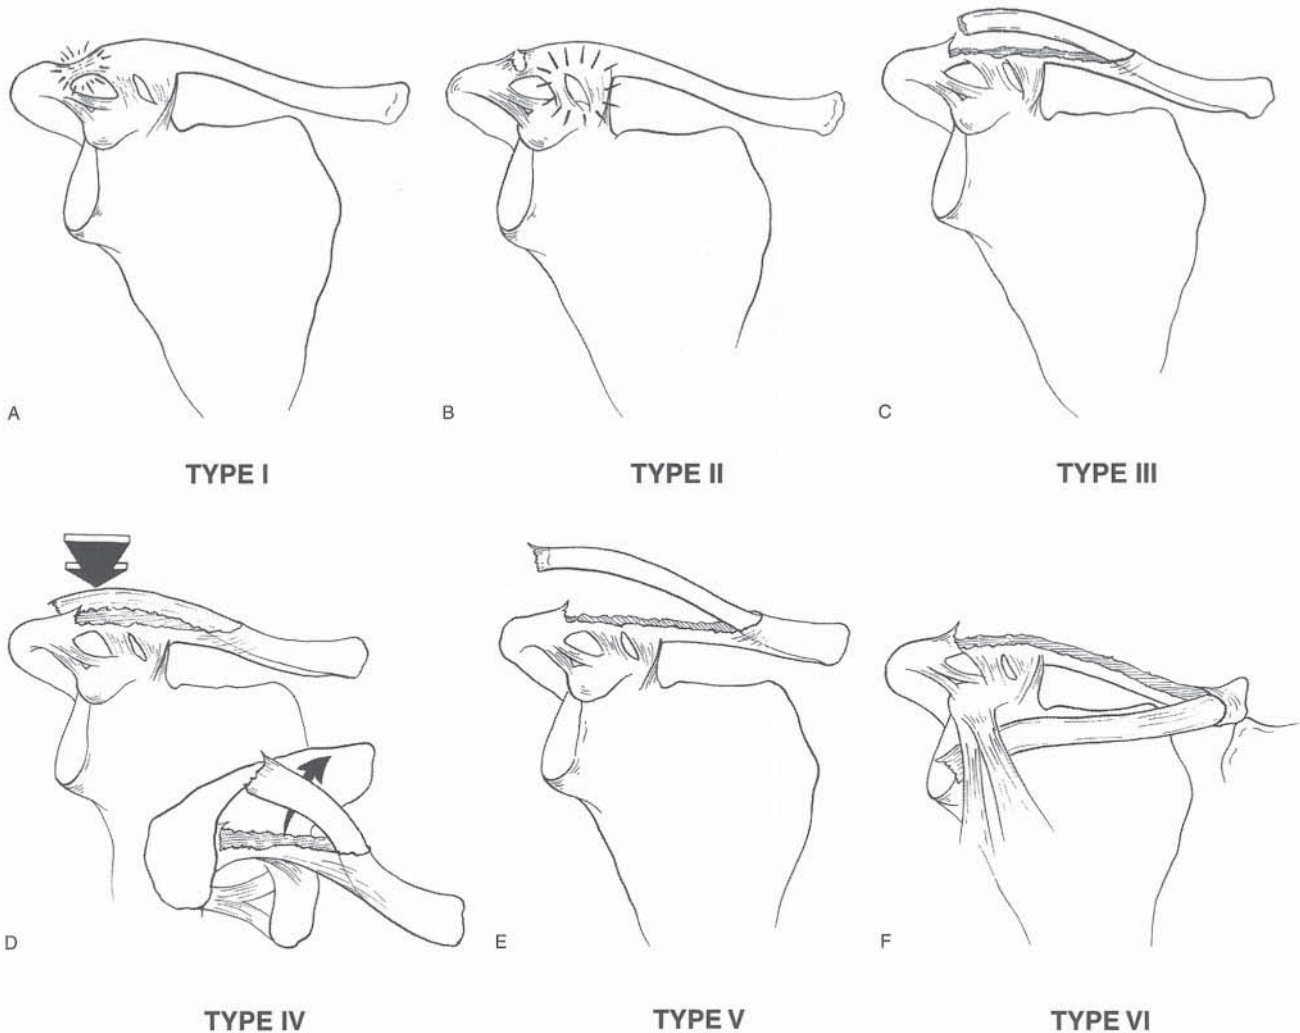 A
B
C
TYPE I
TYPE II
TYPE III
D
E
F
TYPE IV
TYPE V
TYPE VI